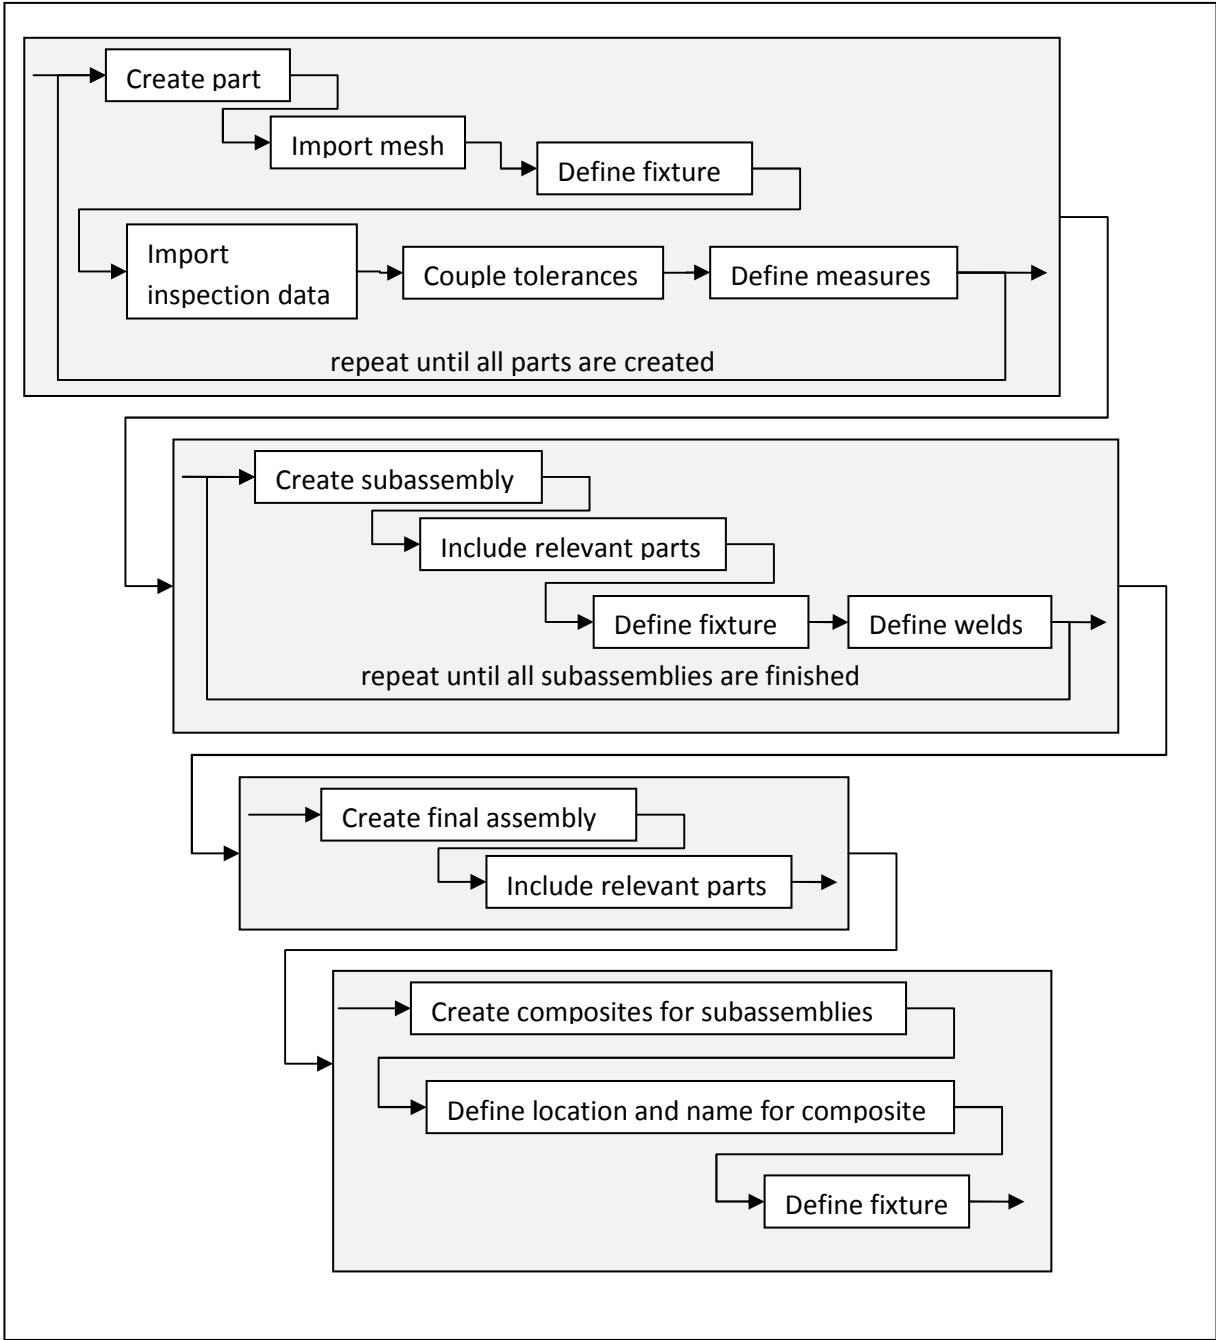 Create part
Import mesh
Define fixture
Import
inspection data
Couple tolerances
Define measures
repeat until all parts are created
Create subassembly
Include relevant parts
Define fixture
Define welds
repeat until all subassemblies are finished
Create final assembly
Include relevant parts
Create composites for subassemblies
Define location and name for composite
Define fixture